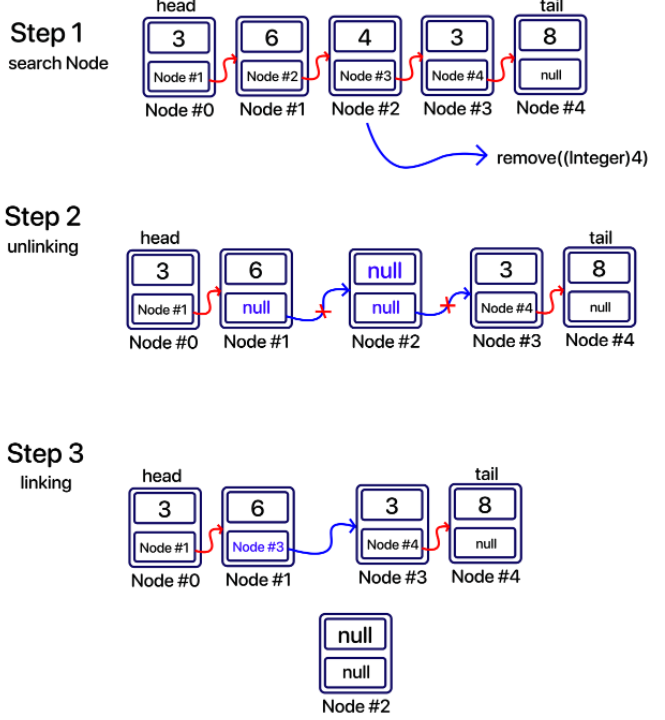 head
tail
Step 1
search Node
3
6
4
3
8
Node #1
Node #2
Node #3
Node #4
null
Node #0
Node #1
Node #2
Node #3
Node #4
remove((Integer)4)
Step 2
unlinking
head
tail
3
6
null
3
8
Node #1
null
null
Node #4
null
Node #0
Node #1
Node #2
Node #3
Node #4
Step 3
linking
head
tail
3
6
3
8
Node #1
Node #3
Node #4
null
Node #0
Node #1
Node #3
Node #4
null
null
Node #2